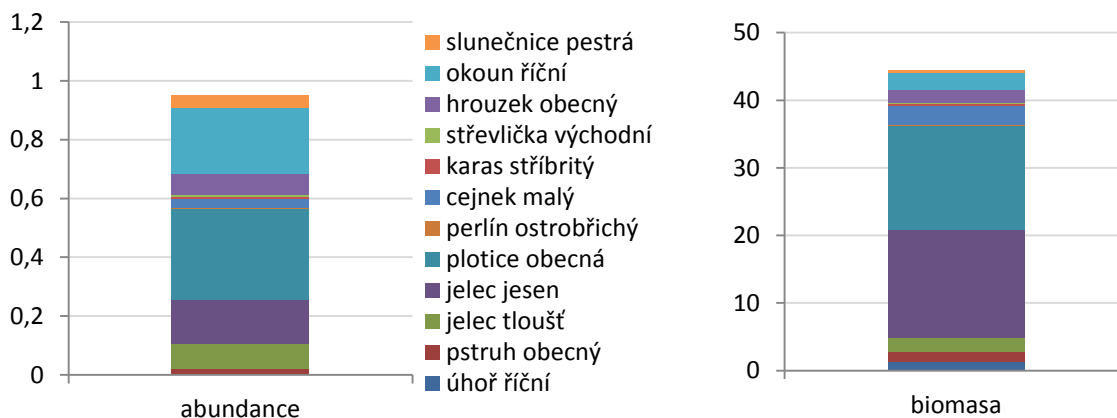 1,2
1
0,8
0,6
0,4
0,2
0
abundance
slunečnice pestrá
okoun říční
hrouzek obecný
střevlička východní
karas stříbritý
cejnek malý
perlín ostrobřichý
plotice obecná
jelec jesen
jelec tloušť
pstruh obecný
úhoř říční
50
40
30
20
10
0
biomasa